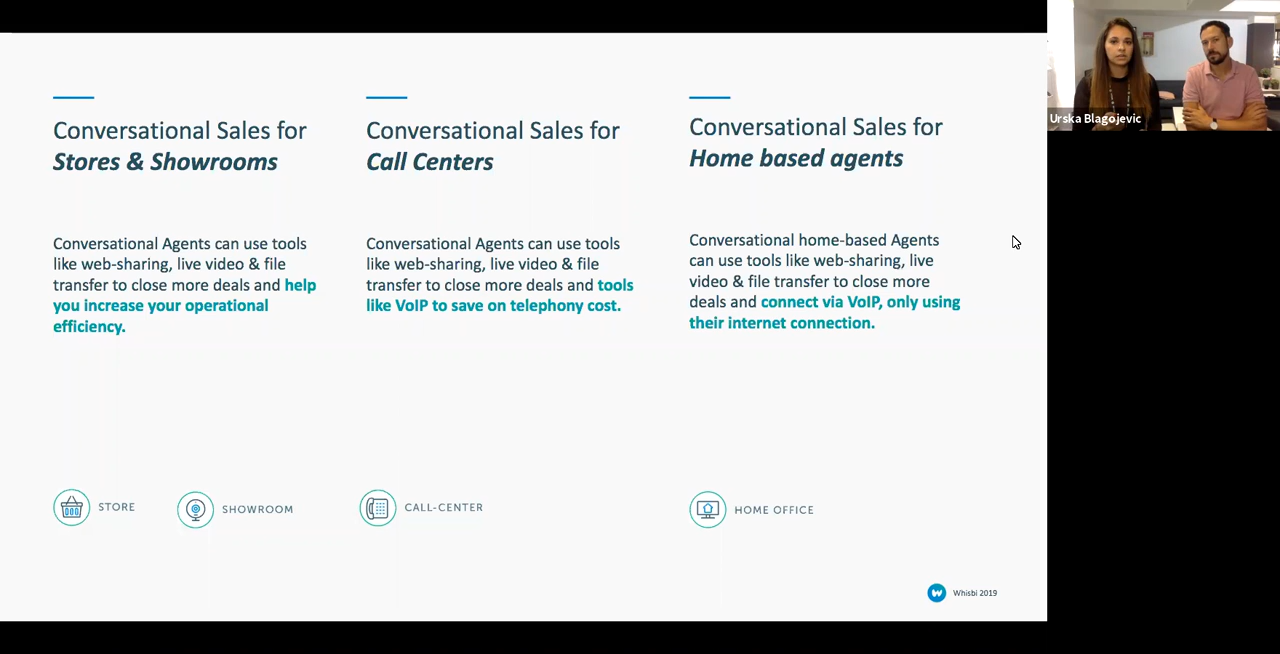 Conversational Sales for
Stores & Showrooms
Conversational Agents can use tools
like web-sharing, live video & file
transfer to close more deals and help
you increase your operational
efficiency.
STORE
SHOWROOM
Conversational Sales for
Call Centers
Conversational Agents can use tools
like web-sharing, live video & file
transfer to close more deals and tools
like VoIP to save on telephony cost.
CALL-CENTER
Conversational Sales for
Home based agents
Conversational home-based Agents
can use tools like web-sharing, live
video & file transfer to close more
deals and connect via VoIP, only using
their internet connection.
HOME OFFICE
Whisbi 2019
Urska Blagojevic